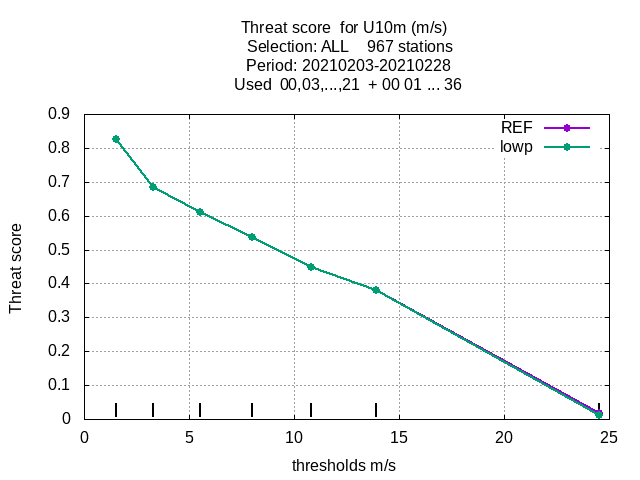 Threat score for U10m (m/s)
Selection: ALL 967 stations
Period: 20210203-20210228
Used 00,03,...,21 + 00 01 ... 36
REF
lowp
0.9
0.8
0.7
0.6
0.5
0.4
0.3
0.2
0.1
0
Threat score
0 5 10 15 20 25
thresholds m/s